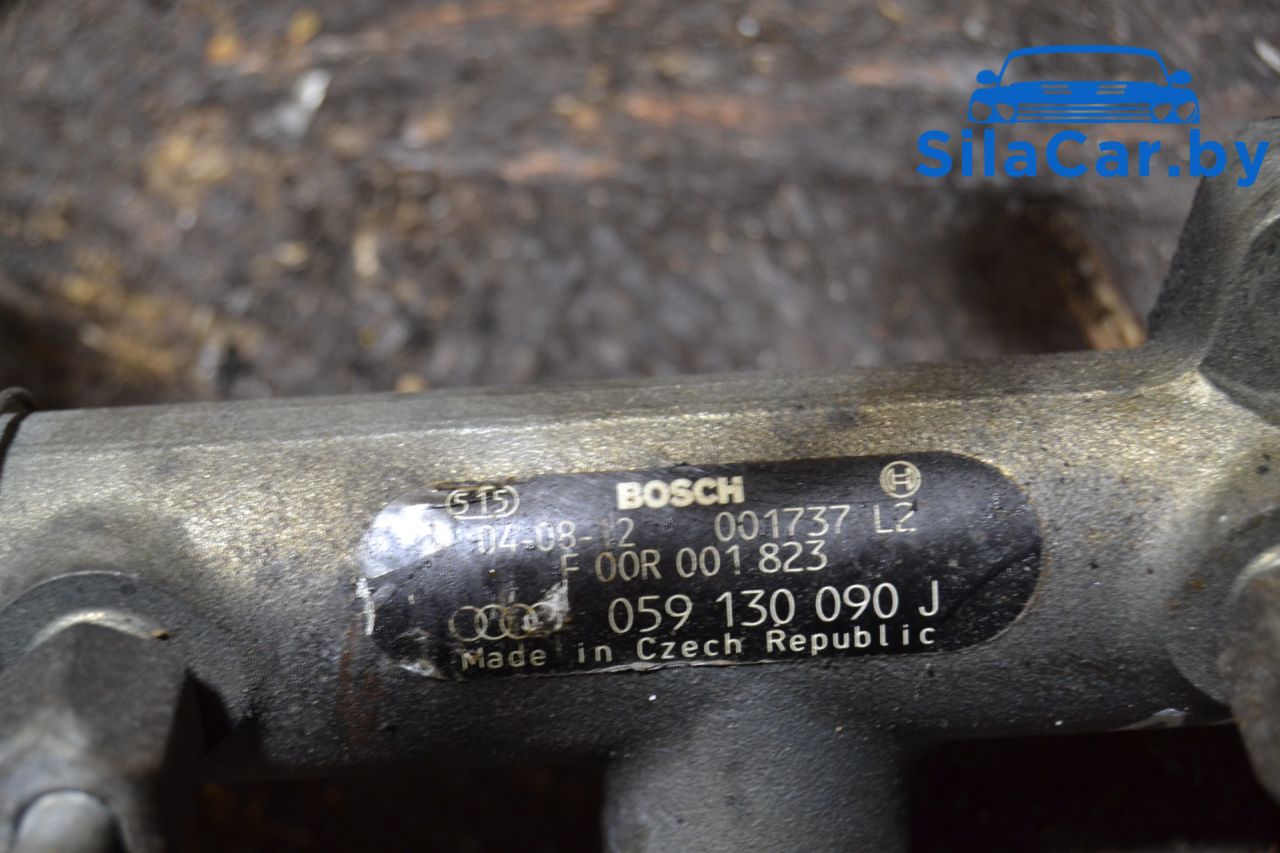 SilaCar.by
515 BOSCH
04-08-12 001737 L2
F 00R 001 823
059 130 090 J
Made in Czech Republic